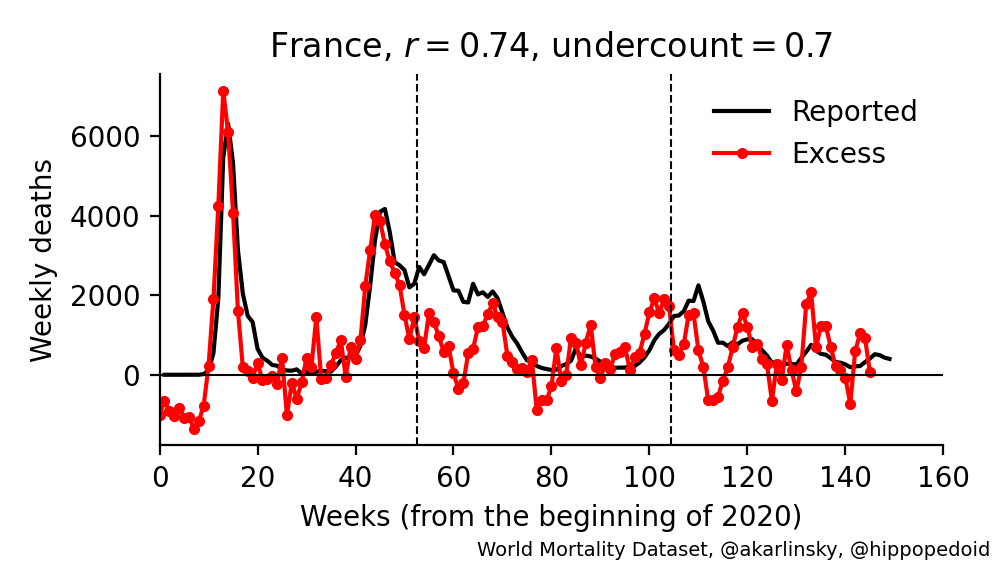 France, r = 0.74, undercount = 0.7
Reported
Excess
Weekly deaths
6000
4000
2000
0
0 20 40 60 80 100 120 140 160
Weeks (from the beginning of 2020)
World Mortality Dataset, @akarlinsky, @hippopedoid